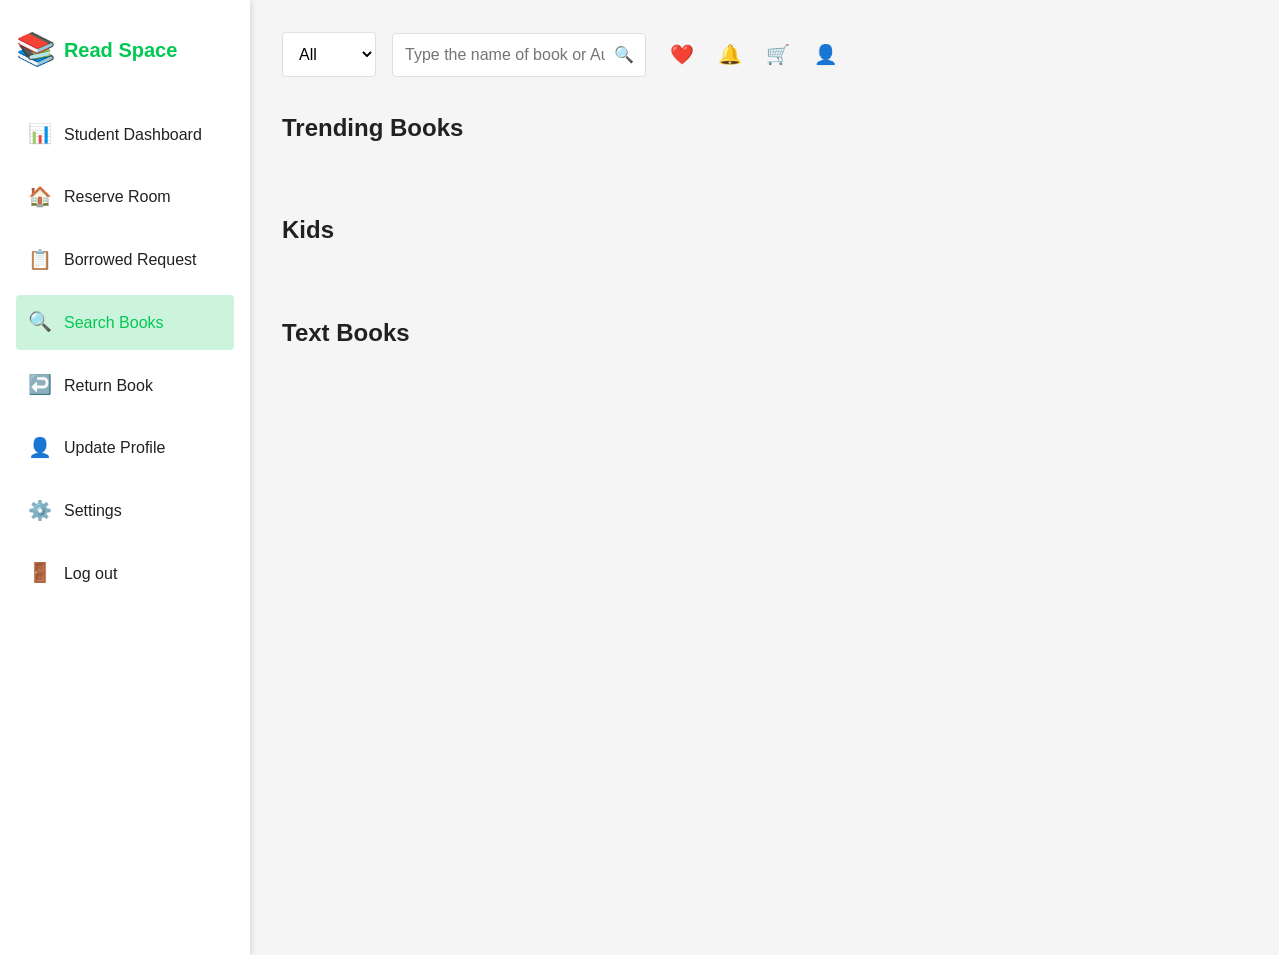 Read Space
Student Dashboard
Reserve Room
Borrowed Request
Search Books
Return Book
Update Profile
Settings
Log out
All
Type the name of book or Au
Trending Books
Kids
Text Books